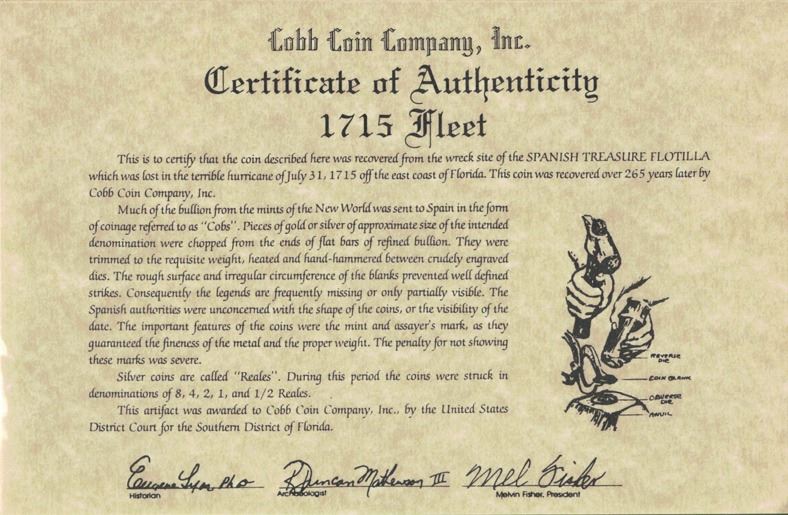 Cobb Coin Company, Inc.
Certificate of Authenticity
1715 Fleet
This is to certify that the coin described here was recovered from the wreck site of the SPANISH TREASURE FLOTILLA
which was lost in the terrible hurricane of July 31, 1715 off the east coast of Florida. This coin was recovered over 265 years later by
Cobb Coin Company, Inc.
Much of the bullion from the mints of the New World was sent to Spain in the form
of coinage referred to as "Cobs". Pieces of gold or silver of approximate size of the intended
denomination were chopped from the ends of flat bars of refined bullion. They were
trimmed to the requisite weight, heated and hand-hammered between crudely engraved
dies. The rough surface and irregular circumference of the blanks prevented well defined
strikes. Consequently the legends are frequently missing or only partially visible. The
Spanish authorities were unconcerned with the shape of the coins, or the visibility of the
date. The important features of the coins were the mint and assayer's mark, as they
guaranteed the fineness of the metal and the proper weight. The penalty for not showing
these marks was severe.
Silver coins are called "Reales". During this period the coins were struck in
denominations of 8, 4, 2, 1, and 1/2 Reales.
This artifact was awarded to Cobb Coin Company, Inc., by the United States
District Court for the Southern District of Florida.
REVERSE
DIE
COIN BLANK
OBVERSE
DIE
ANVIL
Eugene Lyon PhD
Historian
R Duncan Mathewson III
Archaeologist
Mel Fisher
Melvin Fisher, President